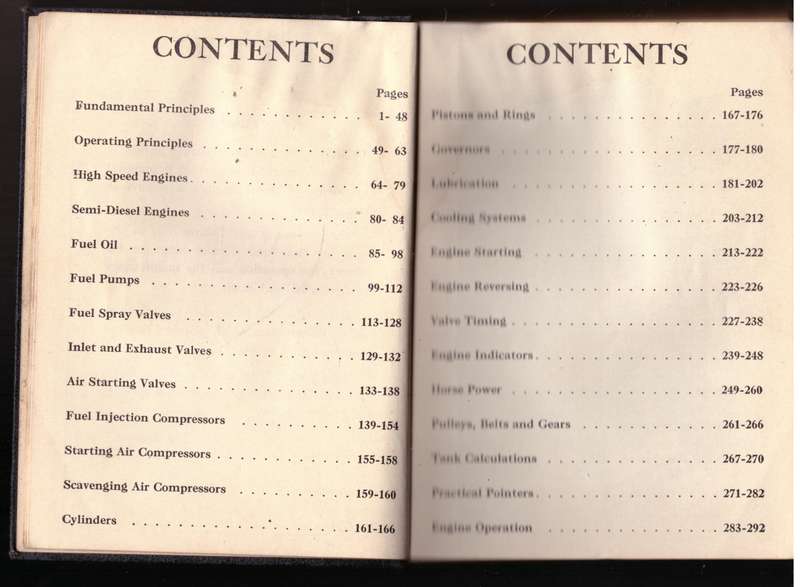 CONTENTS
Pages
Fundamental Principles . . . . . . . . . . . . 1- 48
Operating Principles . . . . . . . . . . . . . . 49- 63
High Speed Engines . . . . . . . . . . . . . . . 64- 79
Semi-Diesel Engines . . . . . . . . . . . . . . 80- 84
Fuel Oil . . . . . . . . . . . . . . . . . . . . 85- 98
Fuel Pumps . . . . . . . . . . . . . . . . . . 99-112
Fuel Spray Valves . . . . . . . . . . . . . . . 113-128
Inlet and Exhaust Valves . . . . . . . . . . . . 129-132
Air Starting Valves . . . . . . . . . . . . . . . 133-138
Fuel Injection Compressors . . . . . . . . . . 139-154
Starting Air Compressors . . . . . . . . . . . . 155-158
Scavenging Air Compressors . . . . . . . . . . 159-160
Cylinders . . . . . . . . . . . . . . . . . . . 161-166
CONTENTS
Pages
Pistons and Rings . . . . . . . . . . . . . . . 167-176
Governors . . . . . . . . . . . . . . . . . . . 177-180
Lubrication . . . . . . . . . . . . . . . . . . 181-202
Cooling Systems . . . . . . . . . . . . . . . . 203-212
Engine Starting . . . . . . . . . . . . . . . . 213-222
Engine Reversing . . . . . . . . . . . . . . . . 223-226
Valve Timing . . . . . . . . . . . . . . . . . . 227-238
Engine Indicators . . . . . . . . . . . . . . . . 239-248
Horse Power . . . . . . . . . . . . . . . . . . 249-260
Pulleys, Belts and Gears . . . . . . . . . . . . 261-266
Tank Calculations . . . . . . . . . . . . . . . 267-270
Practical Pointers . . . . . . . . . . . . . . . . 271-282
Engine Operation . . . . . . . . . . . . . . . 283-292